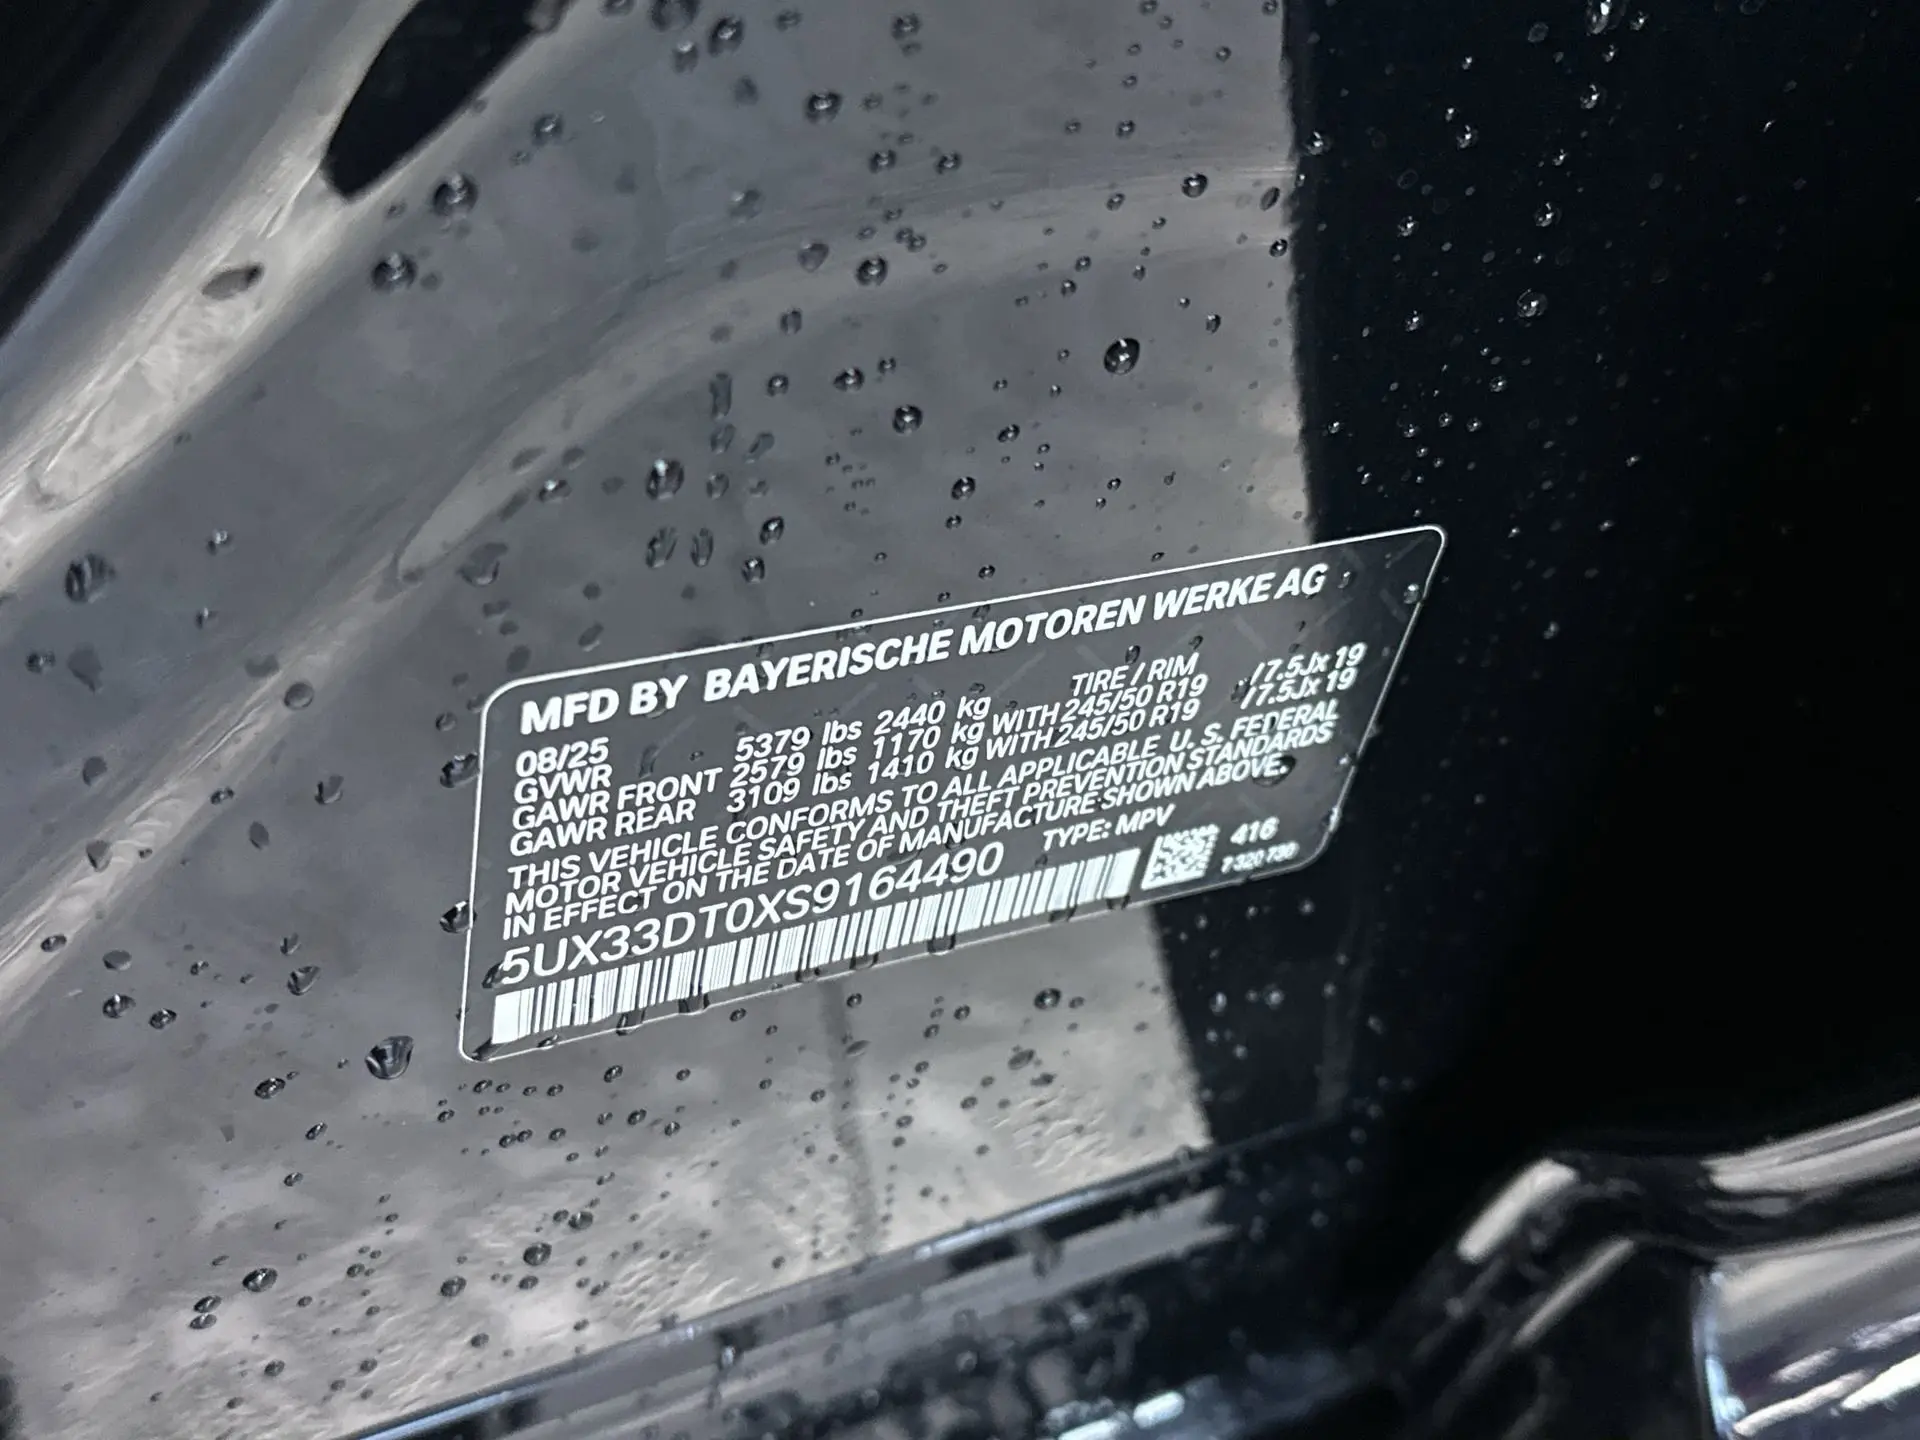 MFD BY BAYERISCHE MOTOREN WERKE AG
08/25 TIRE / RIM
GVWR 5379 lbs 2440 kg
GAWR FRONT 2579 lbs 1170 kg WITH 245/50 R19 /7.5Jx 19
GAWR REAR 3109 lbs 1410 kg WITH 245/50 R19 /7.5Jx 19
THIS VEHICLE CONFORMS TO ALL APPLICABLE U. S. FEDERAL
MOTOR VEHICLE SAFETY AND THEFT PREVENTION STANDARDS
IN EFFECT ON THE DATE OF MANUFACTURE SHOWN ABOVE.
5UX33DT0XS9164490 TYPE: MPV
416
7 320 730